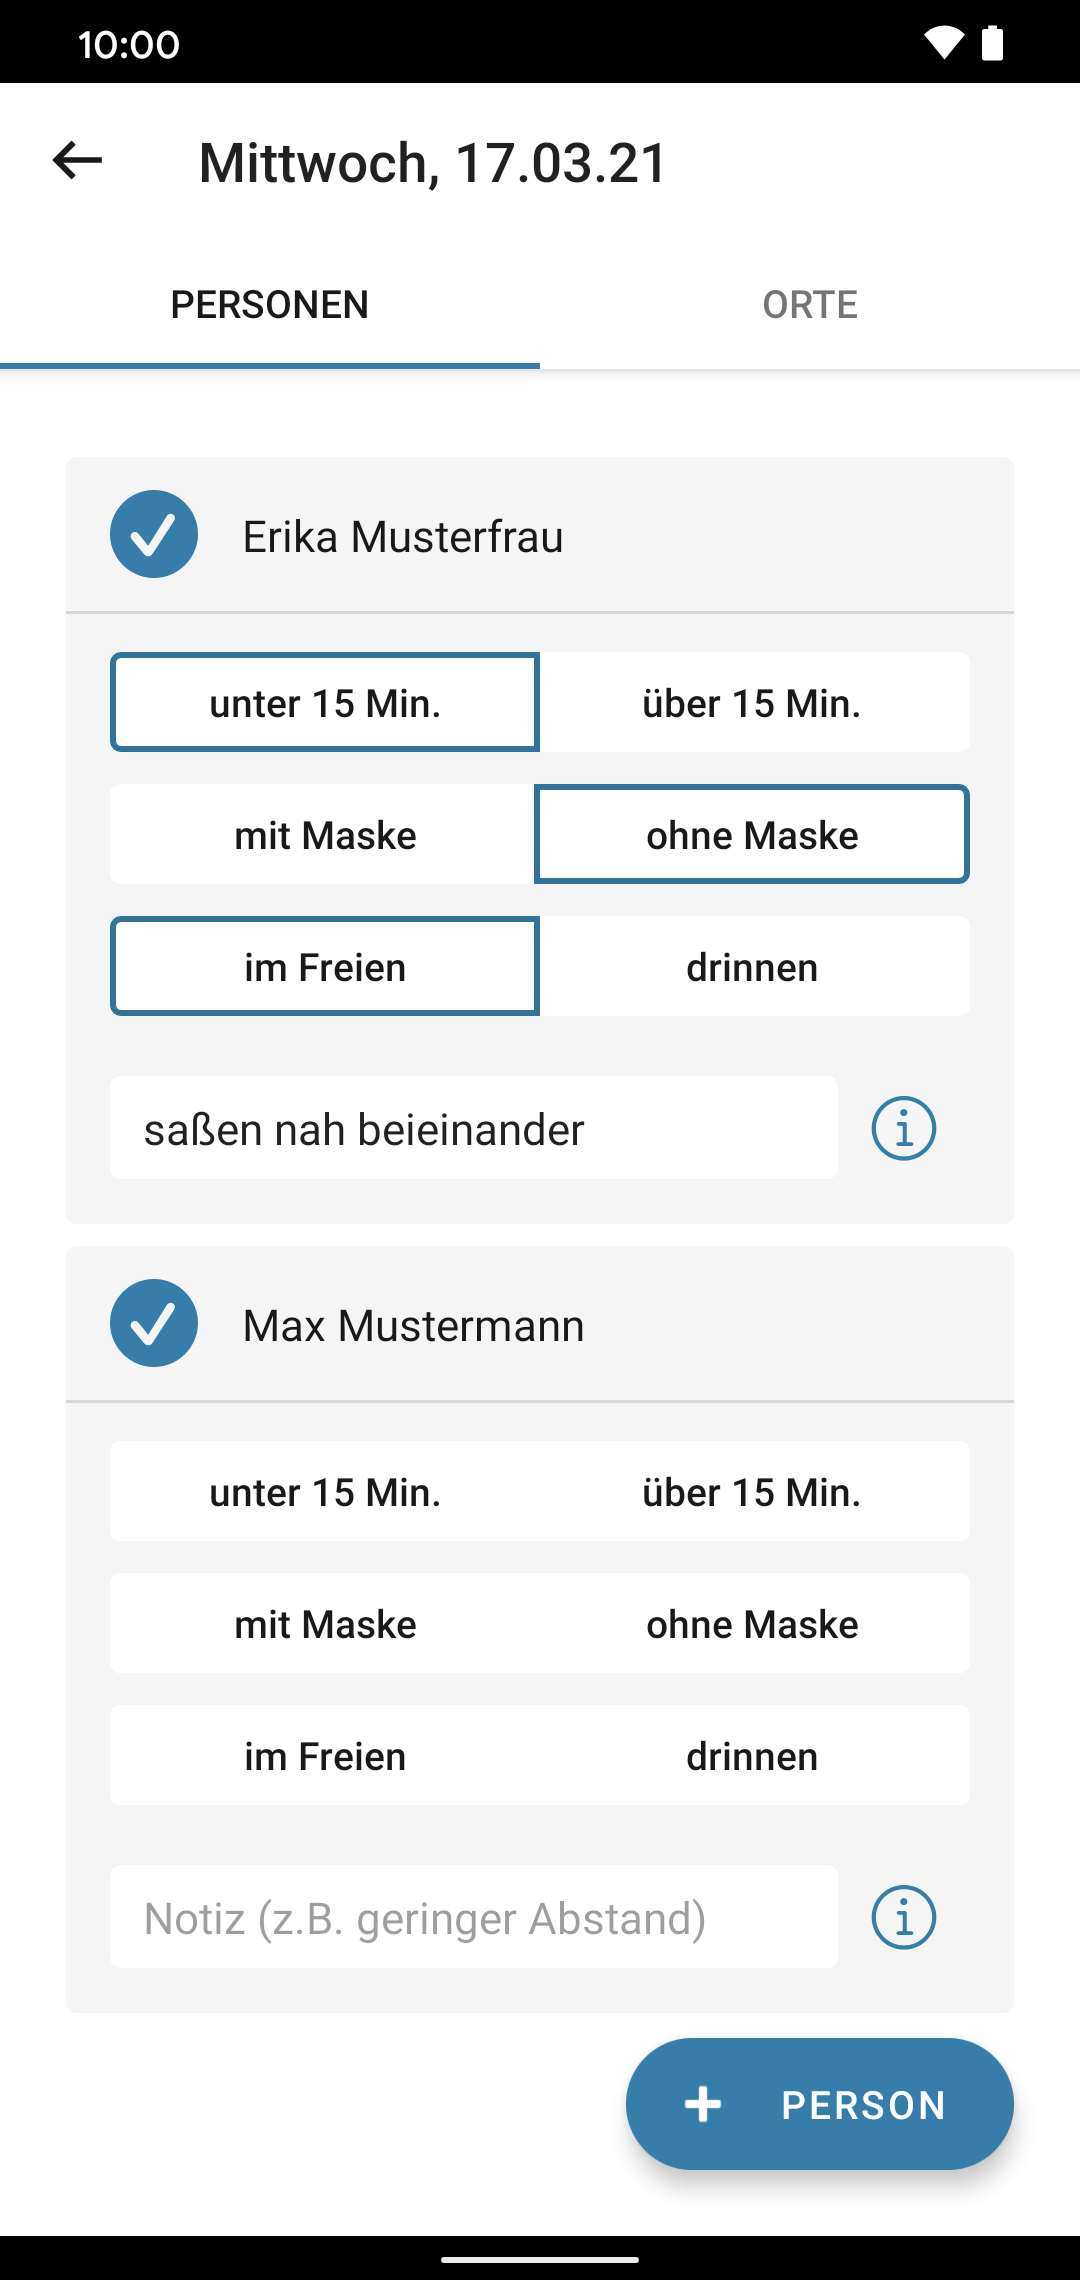 10:00
Mittwoch, 17.03.21
PERSONEN ORTE
Erika Musterfrau
unter 15 Min. über 15 Min.
mit Maske ohne Maske
im Freien drinnen
saßen nah beieinander
Max Mustermann
unter 15 Min. über 15 Min.
mit Maske ohne Maske
im Freien drinnen
Notiz (z.B. geringer Abstand)
+ PERSON